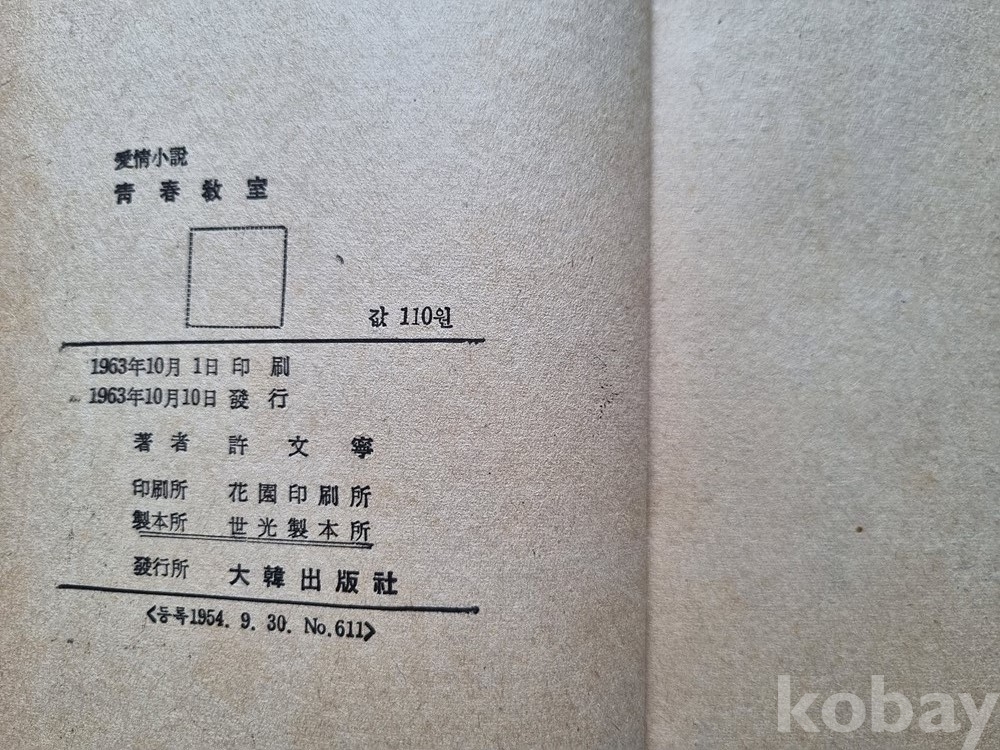 愛情小說
靑春敎室
값 110원
1963年10月 1日 印刷
1963年10月10日 發行
著者 許文寧
印刷所 花園印刷所
製本所 世光製本所
發行所 大韓出版社
<등록1954. 9. 30. No.611>
kobay